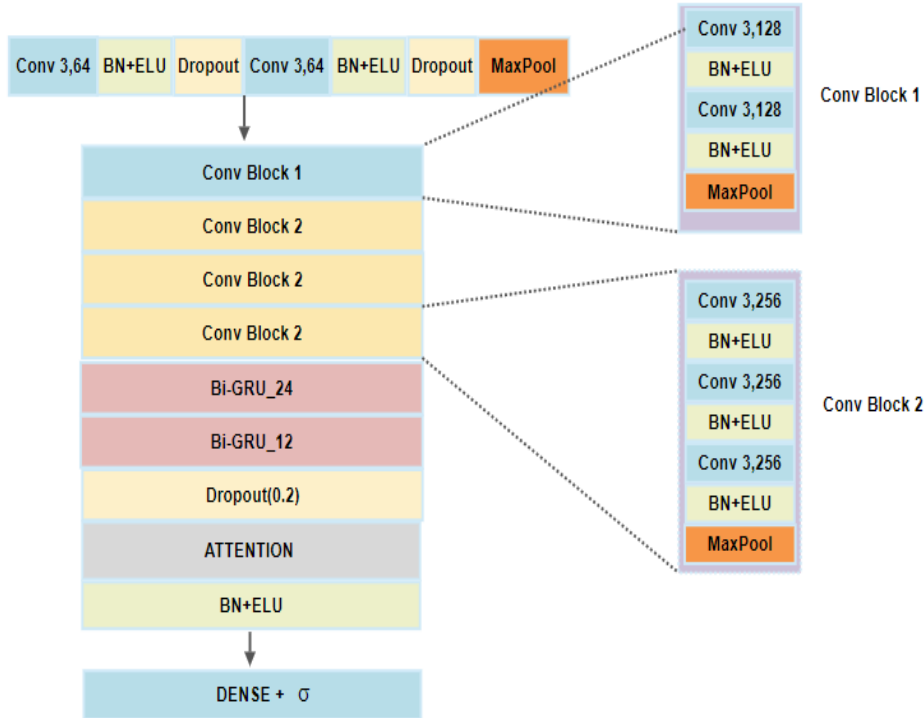 Conv 3,64 BN+ELU Dropout Conv 3,64 BN+ELU Dropout MaxPool
Conv Block 1
Conv Block 2
Conv Block 2
Conv Block 2
Bi-GRU_24
Bi-GRU_12
Dropout(0.2)
ATTENTION
BN+ELU
DENSE + σ
Conv 3,128
BN+ELU
Conv 3,128
BN+ELU
MaxPool
Conv Block 1
Conv 3,256
BN+ELU
Conv 3,256
BN+ELU
Conv 3,256
BN+ELU
MaxPool
Conv Block 2